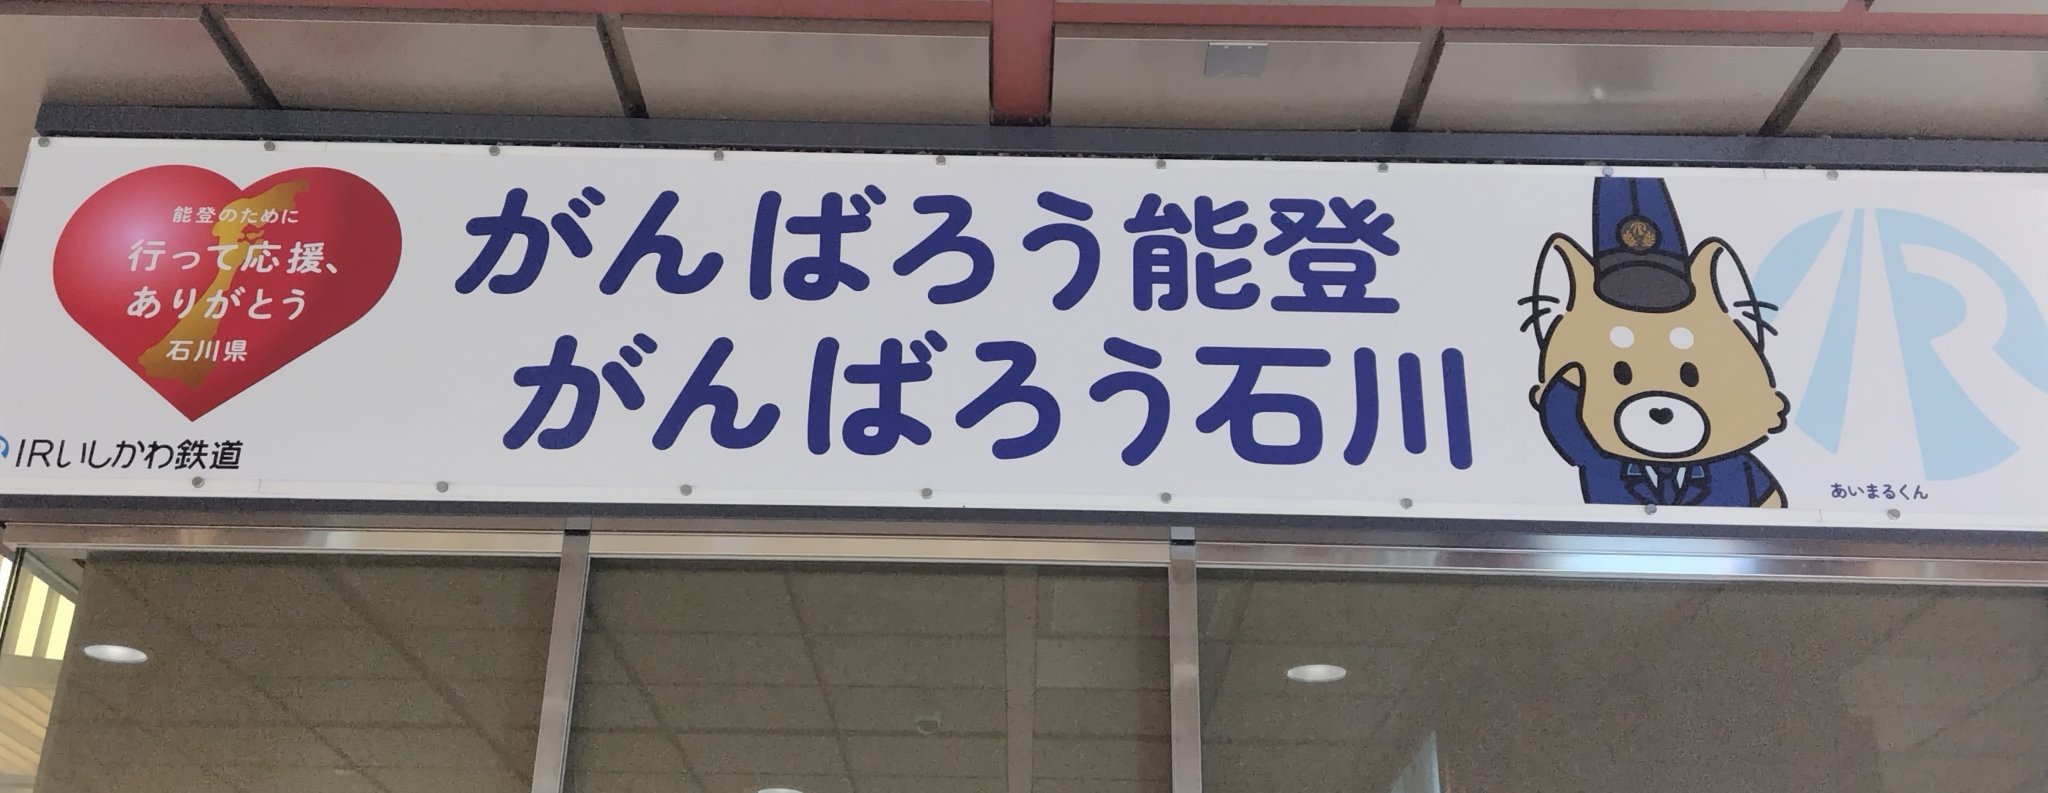 能登のために
行って応援、
ありがとう
石川県
IRいしかわ鉄道
がんばろう能登
がんばろう石川
IR
あいまるくん